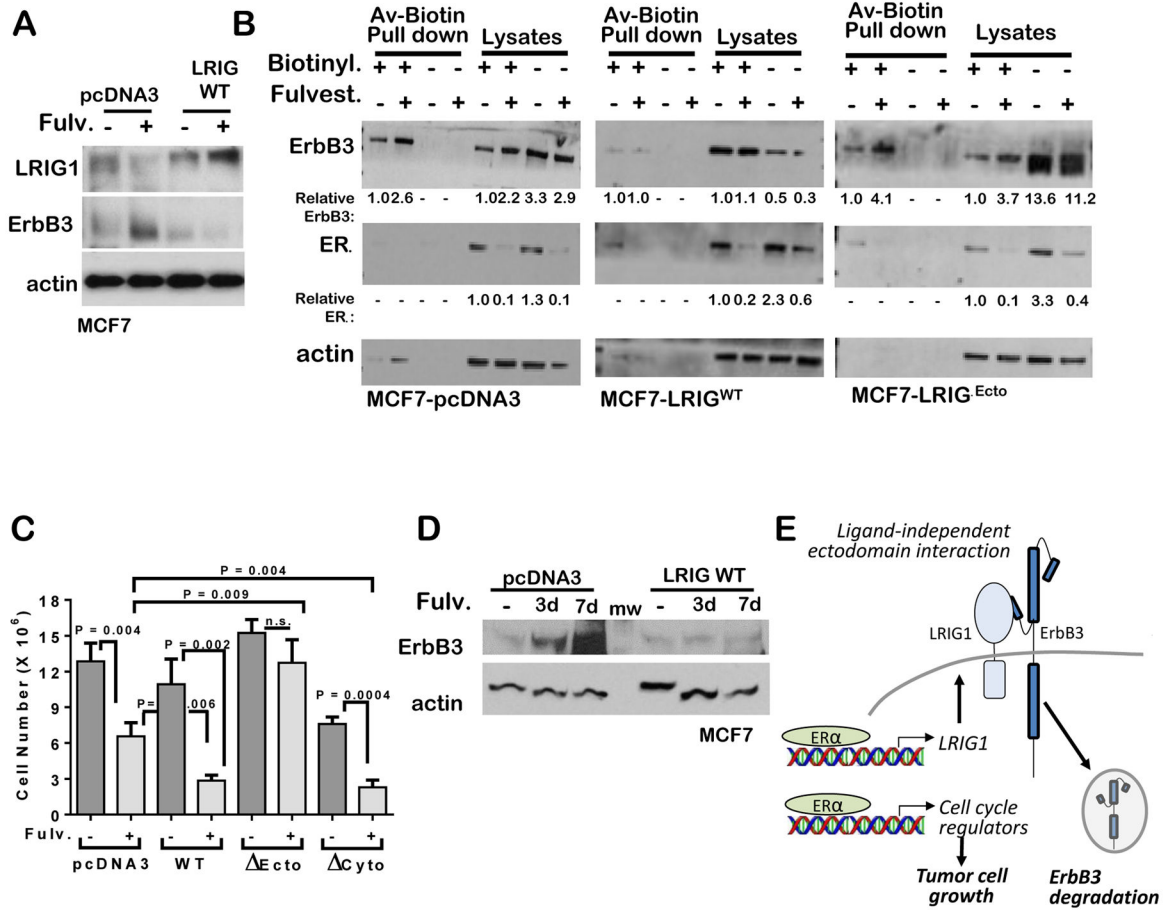 A
pcDNA3
LRIG
WT
Fulv.
- + - +
LRIG1
ErbB3
actin
MCF7
B
Av-Biotin
Pull down
Lysates
Av-Biotin
Pull down
Lysates
Av-Biotin
Pull down
Lysates
Biotinyl.
+ + - - + + - -
+ + - - + + - -
+ + - - + + - -
Fulvest.
- + - + - + - +
- + - + - + - +
- + - + - + - +
ErbB3
Relative
ErbB3:
1.0 2.6 - - 1.0 2.2 3.3 2.9
1.0 1.0 - - 1.0 1.1 0.5 0.3
1.0 4.1 - - 1.0 3.7 13.6 11.2
ER.
Relative
ER.:
- - - - 1.0 0.1 1.3 0.1
- - - - 1.0 0.2 2.3 0.6
- - - - 1.0 0.1 3.3 0.4
actin
MCF7-pcDNA3
MCF7-LRIGWT
MCF7-LRIG.Ecto
C
Cell Number (X 10⁶)
18
15
12
9
6
3
0
P = 0.004
P = 0.009
P = 0.004
P = 0.002
n.s.
P= .006
P = 0.0004
Fulv.
- + - + - + - +
pcDNA3
WT
ΔEcto
ΔCyto
D
pcDNA3
LRIG WT
Fulv.
- 3d 7d mw - 3d 7d
ErbB3
actin
MCF7
E
Ligand-independent
ectodomain interaction
LRIG1
ErbB3
ERα
LRIG1
ERα
Cell cycle
regulators
Tumor cell
growth
ErbB3
degradation